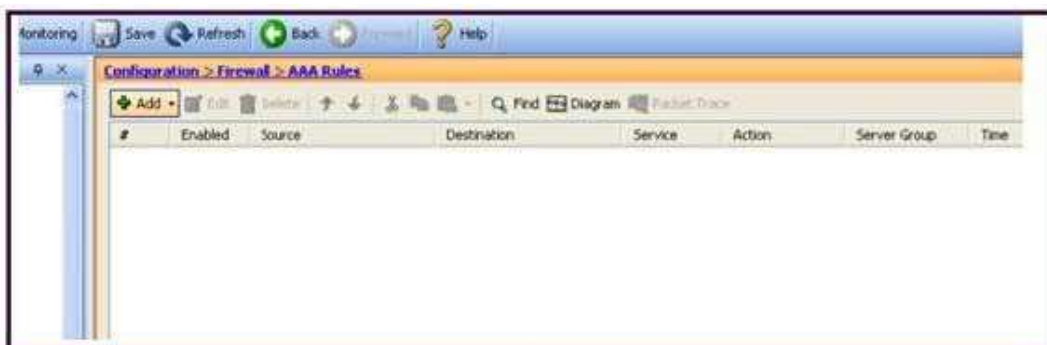 Monitoring Save Refresh Back Forward Help
Configuration > Firewall > AAA Rules
Add Edit Delete Find Diagram Packet Trace
# Enabled Source Destination Service Action Server Group Time